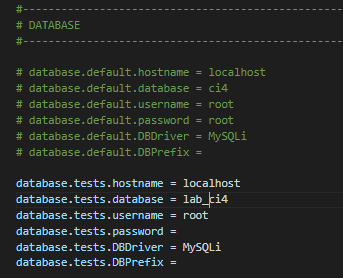 #--------------------------------------------------
# DATABASE
#--------------------------------------------------
# database.default.hostname = localhost
# database.default.database = ci4
# database.default.username = root
# database.default.password = root
# database.default.DBDriver = MySQLi
# database.default.DBPrefix =
database.tests.hostname = localhost
database.tests.database = lab_ci4
database.tests.username = root
database.tests.password =
database.tests.DBDriver = MySQLi
database.tests.DBPrefix =